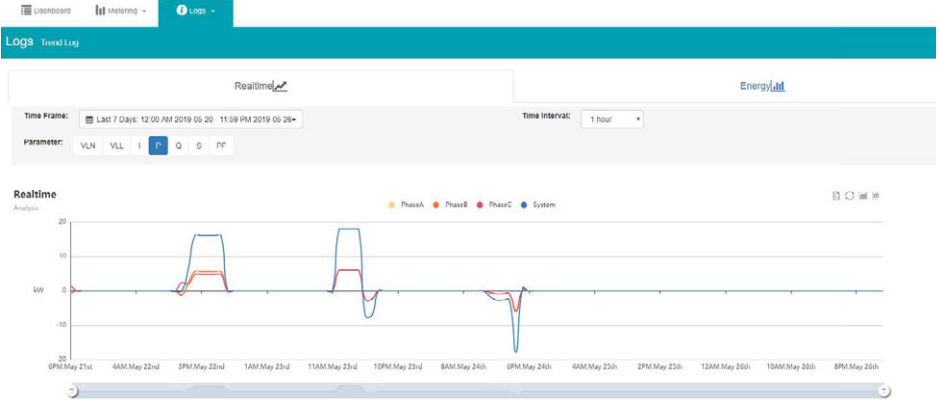 Dashboard Metering Logs
Logs Trend Log
Realtime Energy
Time Frame: Last 7 Days: 12:00 AM 2019 05 20 11:59 PM 2019 05 26 Time Interval: 1 hour
Parameter: VLN VLL I P Q S PF
Realtime
Analysis
PhaseA PhaseB PhaseC System
20
10
kW 0
-10
-20
6PM.May 21st 4AM.May 22nd 3PM.May 22nd 1AM.May 23rd 11AM.May 23rd 10PM.May 23rd 8AM.May 24th 6PM.May 24th 4AM.May 25th 2PM.May 25th 12AM.May 26th 10AM.May 26th 8PM.May 26th